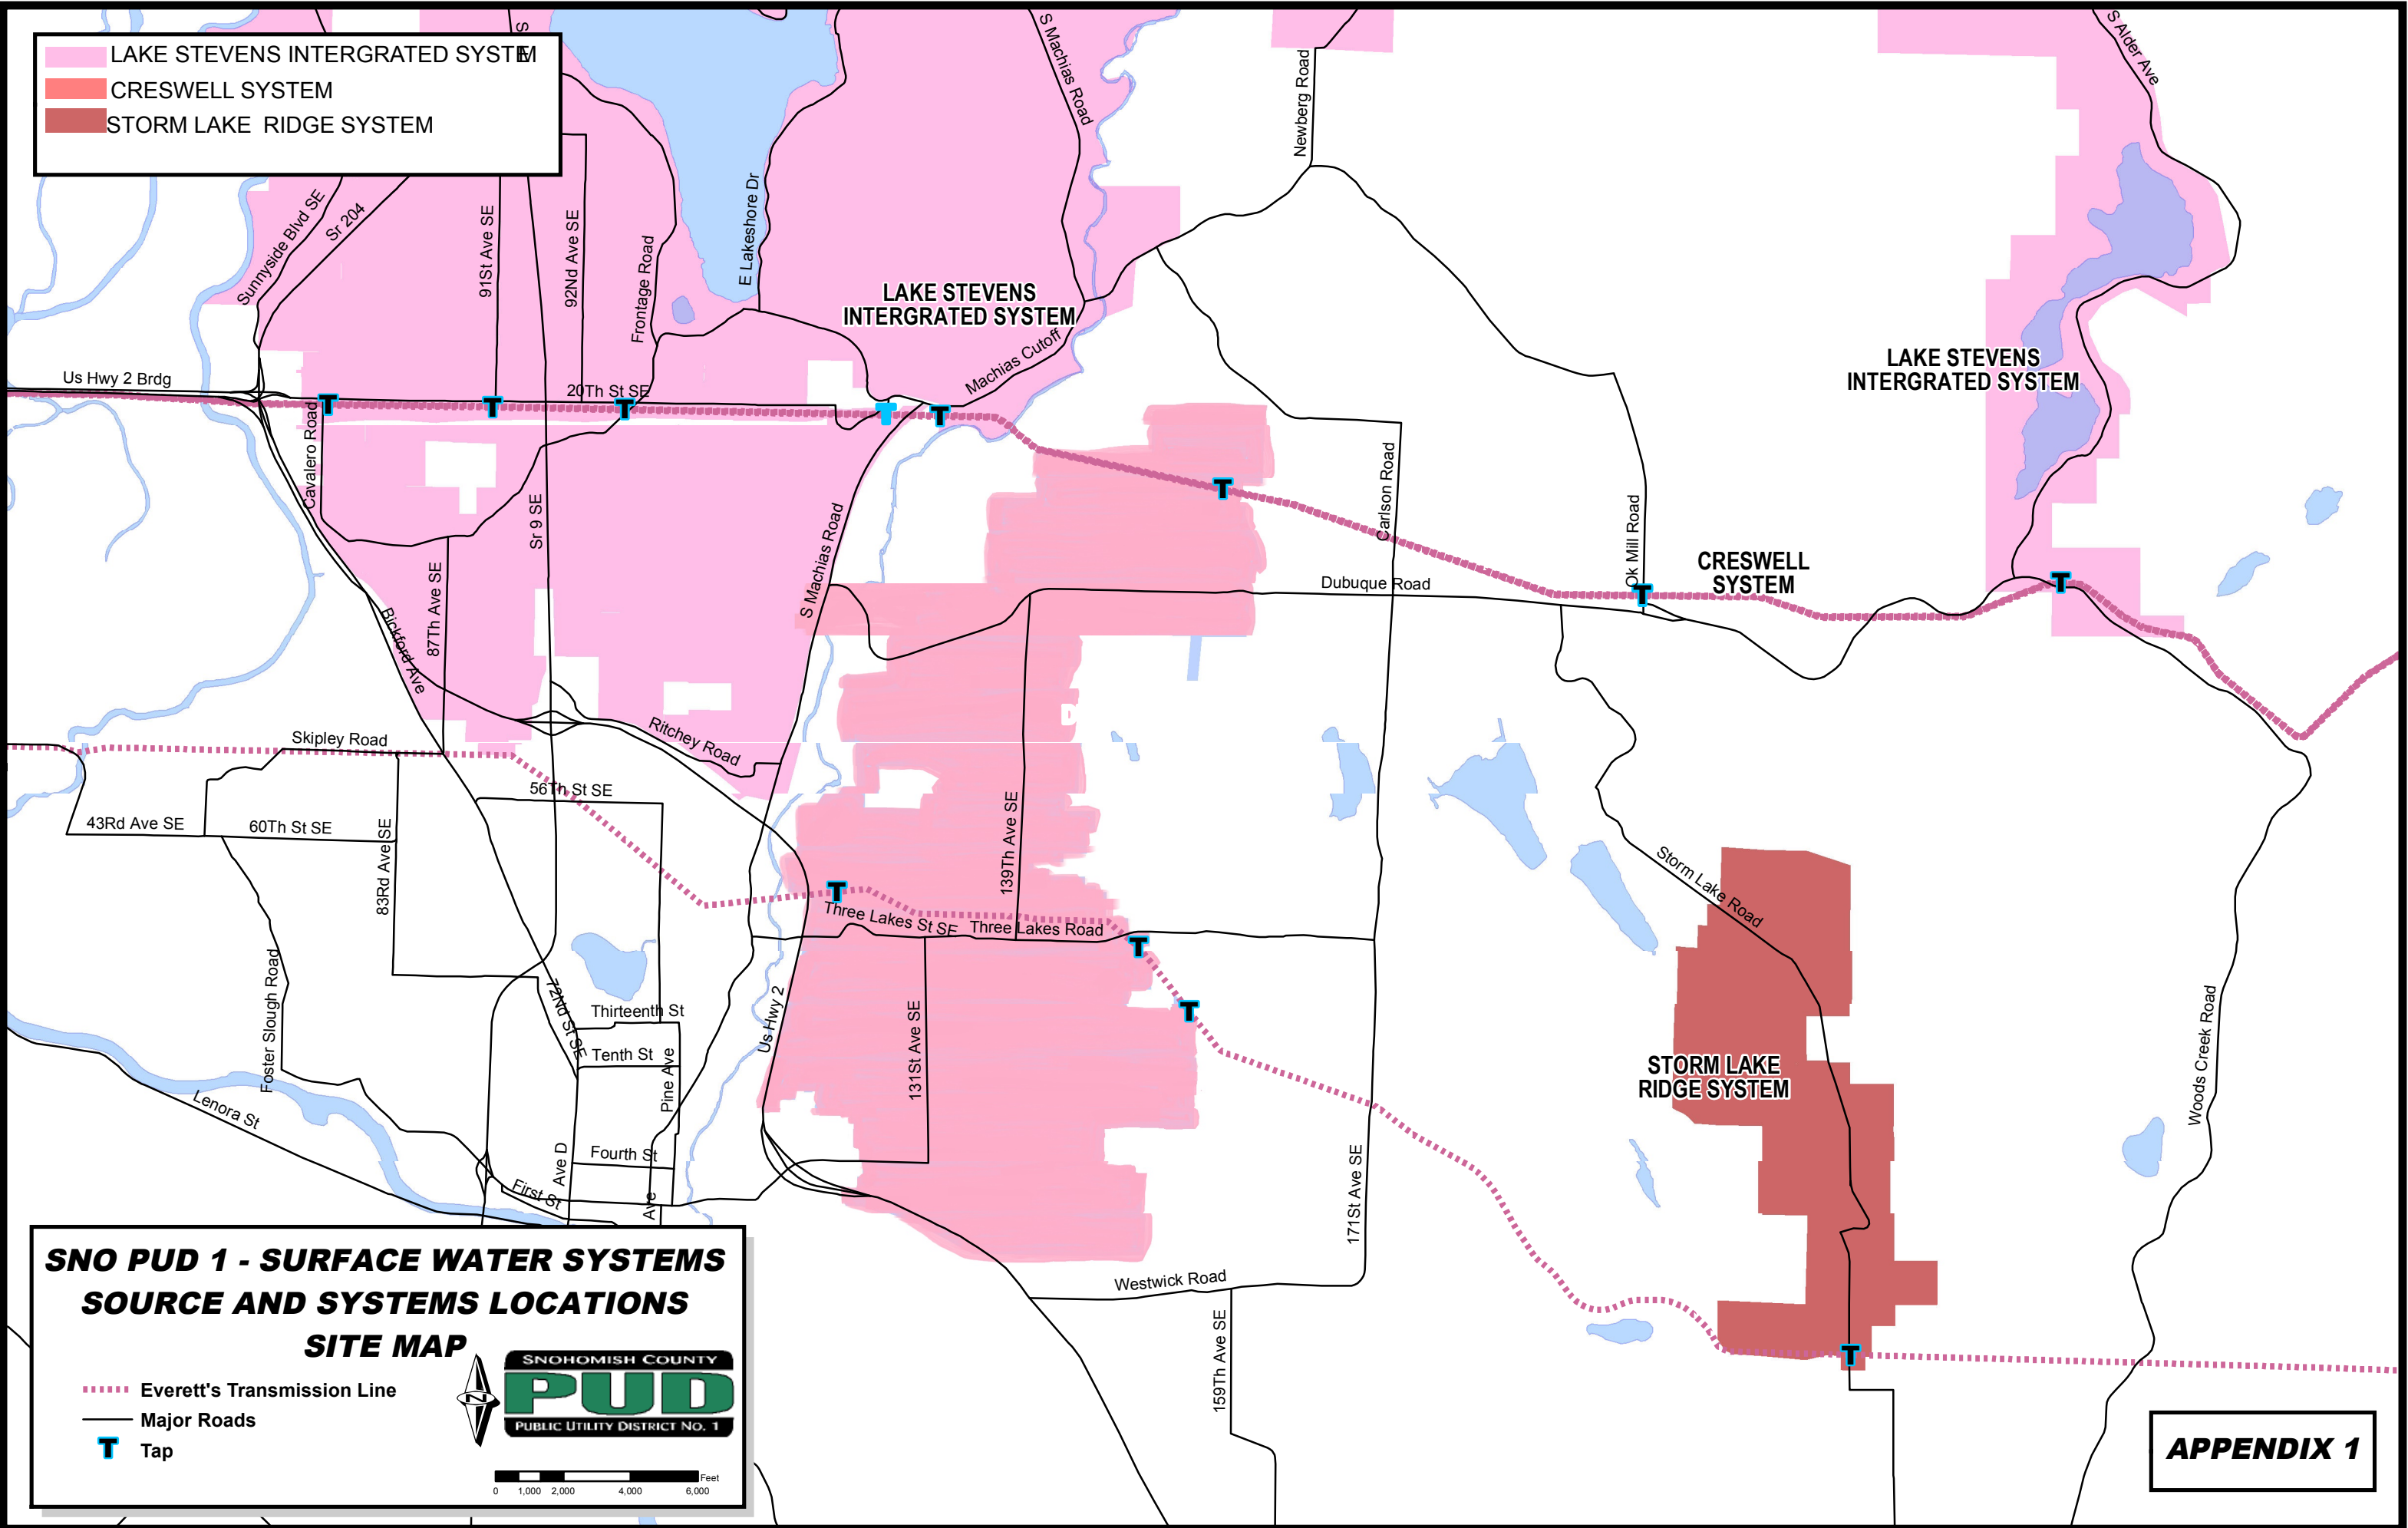 LAKE STEVENS INTERGRATED SYSTEM
CRESWELL SYSTEM
STORM LAKE  RIDGE SYSTEM
S Machias Road
S Alder Ave
Newberg Road
Sunnyside Blvd SE
Sr 204
91St Ave SE
92Nd Ave SE
Frontage Road
E Lakeshore Dr
LAKE STEVENS
INTERGRATED SYSTEM
Machias Cutoff
LAKE STEVENS
INTERGRATED SYSTEM
Us Hwy 2 Brdg
20Th St SE
Cavalero Road
Sr 9 SE
S Machias Road
Carlson Road
Ok Mill Road
CRESWELL
SYSTEM
Dubuque Road
87Th Ave SE
Bickford Ave
Skipley Road
Ritchey Road
56Th St SE
43Rd Ave SE
60Th St SE
83Rd Ave SE
139Th Ave SE
Storm Lake Road
Three Lakes St SE
Three Lakes Road
Foster Slough Road
72Nd St SE
Thirteenth St
Tenth St
Pine Ave
Us Hwy 2
131St Ave SE
STORM LAKE
RIDGE SYSTEM
Woods Creek Road
Lenora St
Fourth St
Ave D
First St
Ave
171St Ave SE
Westwick Road
159Th Ave SE
SNO PUD 1 - SURFACE WATER SYSTEMS
SOURCE AND SYSTEMS LOCATIONS
SITE MAP
Everett's Transmission Line
Major Roads
T Tap
N
SNOHOMISH COUNTY
PUD
PUBLIC UTILITY DISTRICT NO. 1
0 1,000 2,000 4,000 6,000 Feet
APPENDIX 1